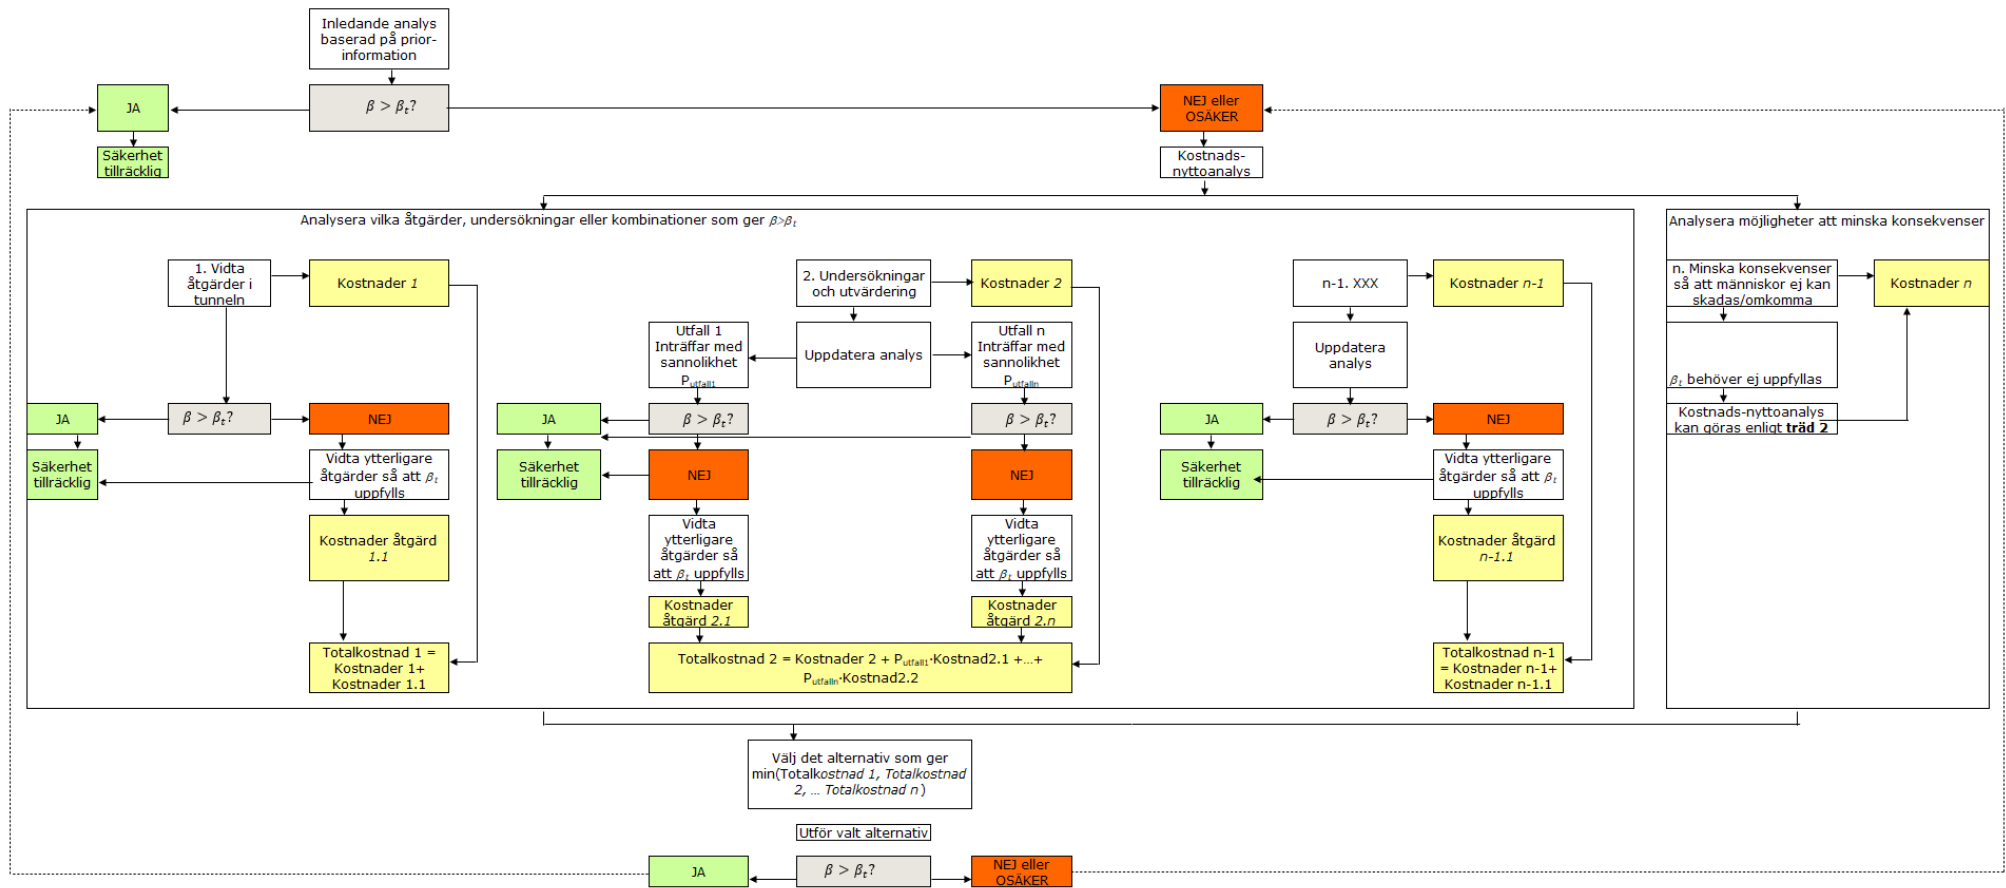 Inledande analys
baserad på prior-
information
JA
β > βt?
NEJ eller
OSÄKER
Säkerhet
tillräcklig
Kostnads-
nyttoanalys
Analysera vilka åtgärder, undersökningar eller kombinationer som ger β>βt
1. Vidta
åtgärder i
tunneln
Kostnader 1
β > βt?
JA
NEJ
Säkerhet
tillräcklig
Vidta ytterligare
åtgärder så att βt
uppfylls
Kostnader åtgärd
1.1
Totalkostnad 1 =
Kostnader 1+
Kostnader 1.1
2. Undersökningar
och utvärdering
Kostnader 2
Utfall 1
Inträffar med
sannolikhet
Putfall1
Uppdatera analys
Utfall n
Inträffar med
sannolikhet
Putfalln
JA
β > βt?
β > βt?
Säkerhet
tillräcklig
NEJ
NEJ
Vidta
ytterligare
åtgärder så
att βt uppfylls
Vidta
ytterligare
åtgärder så
att βt uppfylls
Kostnader
åtgärd 2.1
Kostnader
åtgärd 2.n
Totalkostnad 2 = Kostnader 2 + Putfall1·Kostnad2.1 +…+
Putfalln·Kostnad2.2
n-1. XXX
Kostnader n-1
Uppdatera
analys
JA
β > βt?
NEJ
Säkerhet
tillräcklig
Vidta ytterligare
åtgärder så att βt
uppfylls
Kostnader åtgärd
n-1.1
Totalkostnad n-1
= Kostnader n-1+
Kostnader n-1.1
Analysera möjligheter att minska konsekvenser
n. Minska konsekvenser
så att människor ej kan
skadas/omkomma
Kostnader n
βt behöver ej uppfyllas
Kostnads-nyttoanalys
kan göras enligt träd 2
Välj det alternativ som ger
min(Totalkostnad 1, Totalkostnad
2, … Totalkostnad n)
Utför valt alternativ
JA
β > βt?
NEJ eller
OSÄKER